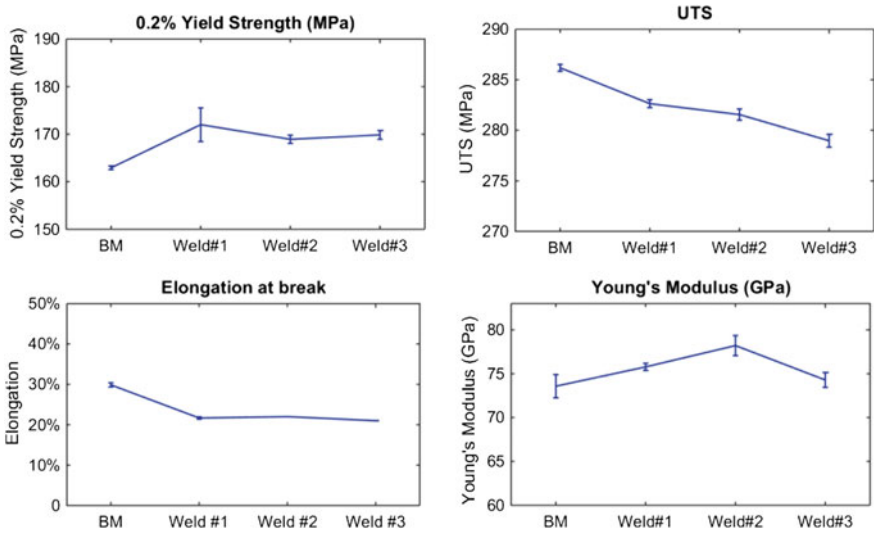 0.2% Yield Strength (MPa)
0.2% Yield Strength (MPa)
190
180
170
160
150
BM Weld#1 Weld#2 Weld#3
UTS
UTS (MPa)
290
285
280
275
270
BM Weld#1 Weld#2 Weld#3
Elongation at break
Elongation
50%
40%
30%
20%
10%
0
BM Weld #1 Weld #2 Weld #3
Young's Modulus (GPa)
Young's Modulus (GPa)
80
75
70
65
60
BM Weld#1 Weld#2 Weld#3